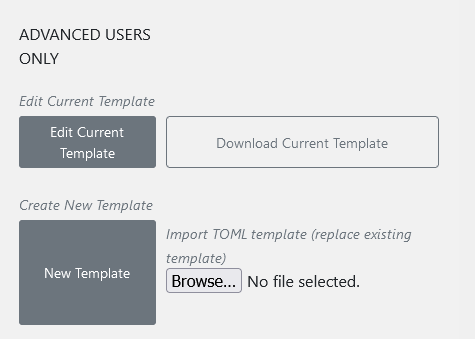 ADVANCED USERS
ONLY
Edit Current Template
Edit Current
Template
Download Current Template
Create New Template
New Template
Import TOML template (replace existing
template)
Browse... No file selected.